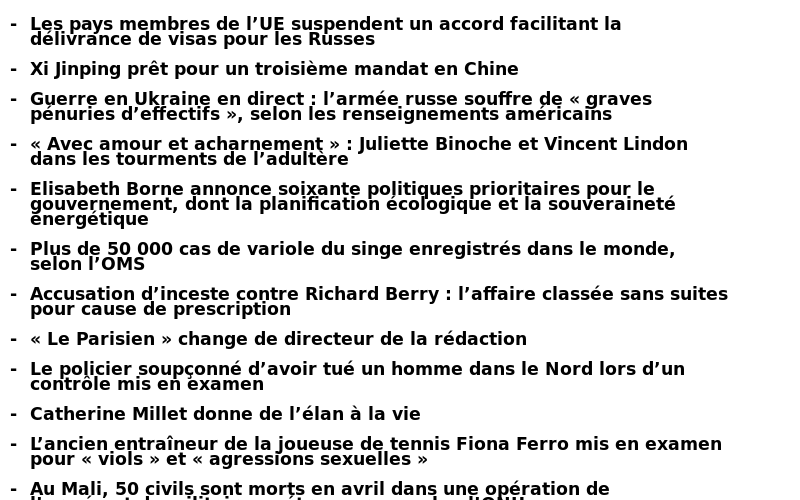 - Les pays membres de l’UE suspendent un accord facilitant la
délivrance de visas pour les Russes
- Xi Jinping prêt pour un troisième mandat en Chine
- Guerre en Ukraine en direct : l’armée russe souffre de « graves
pénuries d’effectifs », selon les renseignements américains
- « Avec amour et acharnement » : Juliette Binoche et Vincent Lindon
dans les tourments de l’adultère
- Elisabeth Borne annonce soixante politiques prioritaires pour le
gouvernement, dont la planification écologique et la souveraineté
énergétique
- Plus de 50 000 cas de variole du singe enregistrés dans le monde,
selon l’OMS
- Accusation d’inceste contre Richard Berry : l’affaire classée sans suites
pour cause de prescription
- « Le Parisien » change de directeur de la rédaction
- Le policier soupçonné d’avoir tué un homme dans le Nord lors d’un
contrôle mis en examen
- Catherine Millet donne de l’élan à la vie
- L’ancien entraîneur de la joueuse de tennis Fiona Ferro mis en examen
pour « viols » et « agressions sexuelles »
- Au Mali, 50 civils sont morts en avril dans une opération de